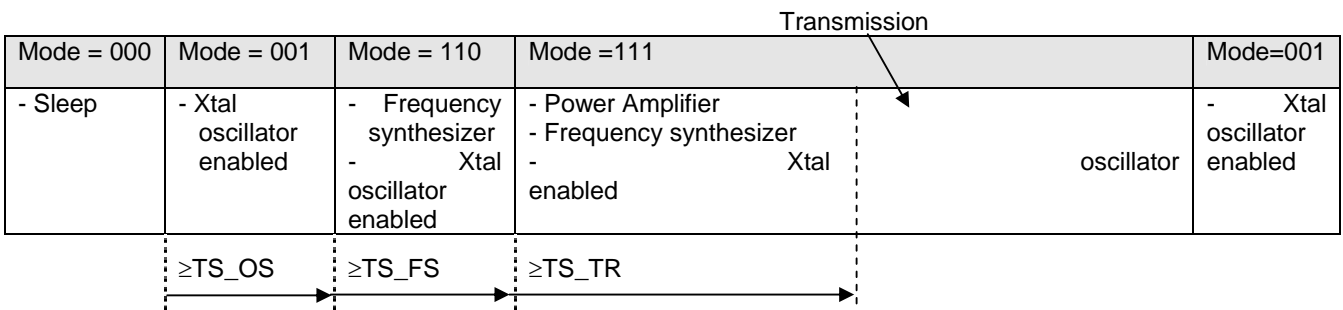 Transmission
Mode = 000
Mode = 001
Mode = 110
Mode =111
Mode=001
- Sleep
- Xtal
oscillator
enabled
- Frequency
synthesizer
- Xtal
oscillator
enabled
- Power Amplifier
- Frequency synthesizer
- Xtal oscillator
enabled
- Xtal
oscillator
enabled
≥TS_OS
≥TS_FS
≥TS_TR